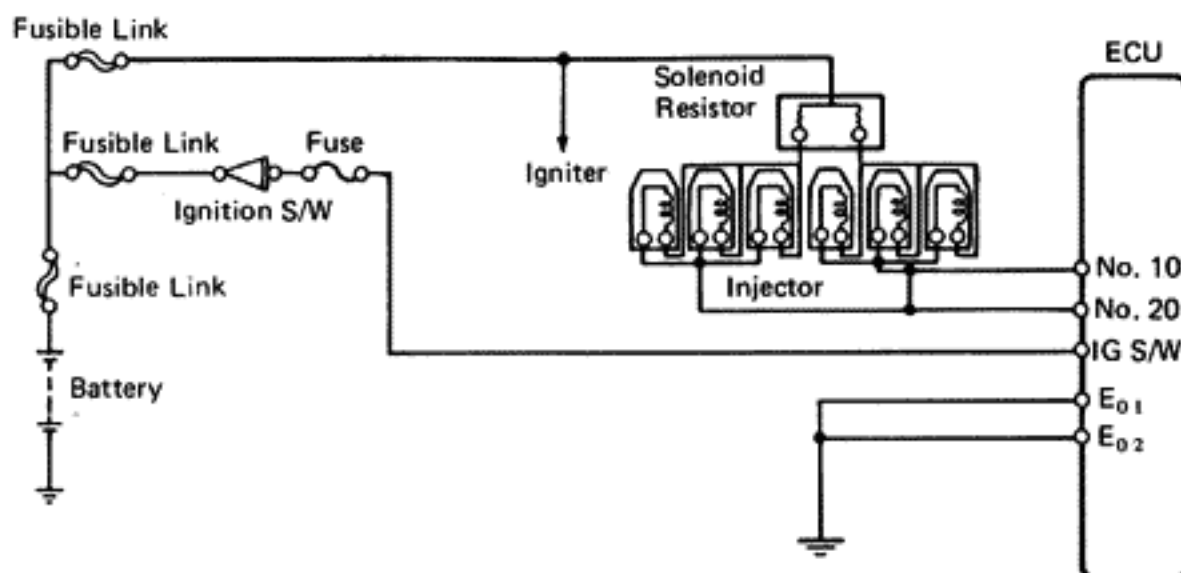 Fusible Link
ECU
Solenoid
Resistor
Fusible Link
Fuse
Igniter
Ignition S/W
No. 10
Fusible Link
Injector
No. 20
IG S/W
Battery
E01
E02